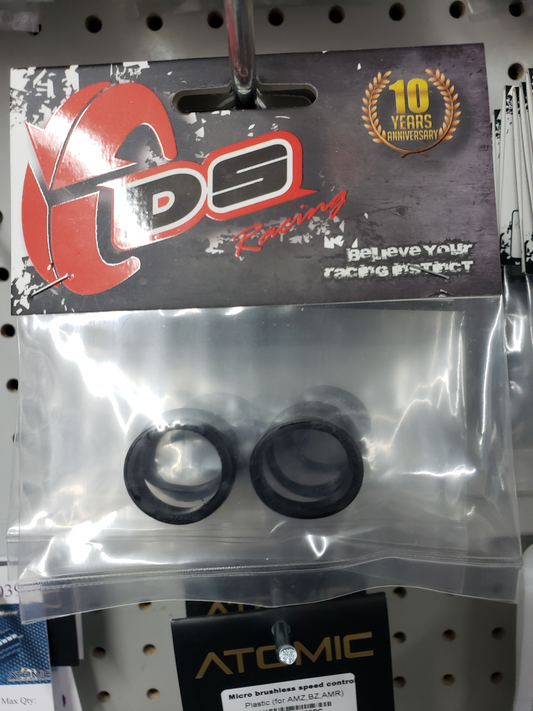 10
YEARS
ANNIVERSARY
DS
Racing
Believe your
racing instinct
ATOMIC
Micro brushless speed contro
Plastic (for AMZ,BZ,AMR)
Max Qty: